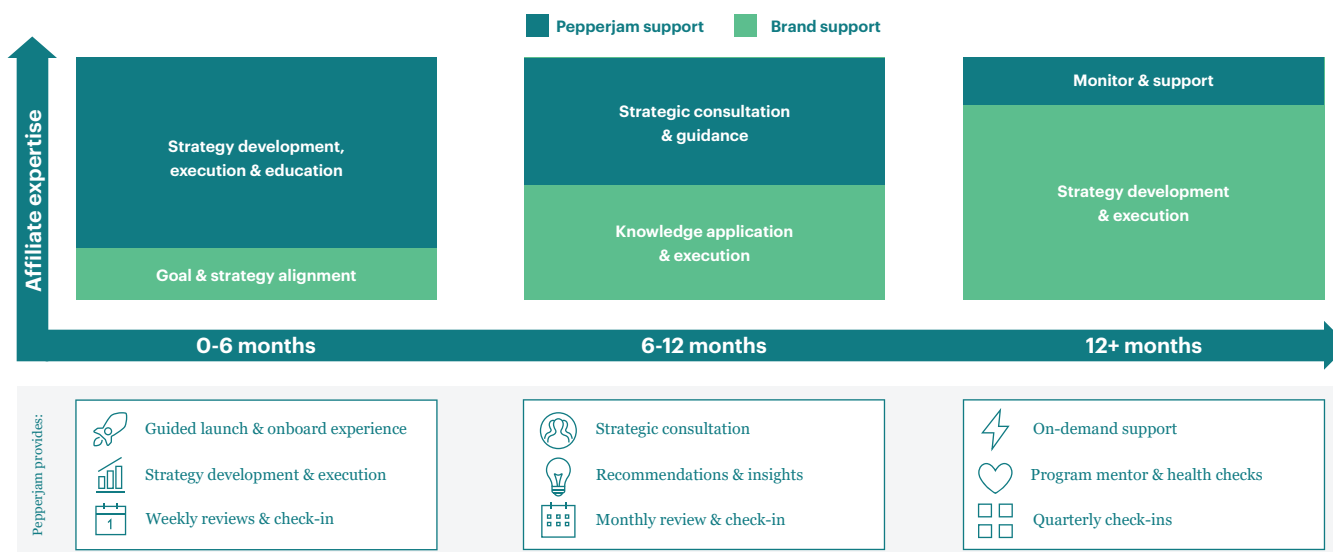 Pepperjam support
Brand support
Affiliate expertise
Strategy development,
execution & education
Goal & strategy alignment
Strategic consultation
& guidance
Knowledge application
& execution
Monitor & support
Strategy development
& execution
0-6 months
6-12 months
12+ months
Pepperjam provides:
Guided launch & onboard experience
Strategy development & execution
1
Weekly reviews & check-in
Strategic consultation
Recommendations & insights
Monthly review & check-in
On-demand support
Program mentor & health checks
Quarterly check-ins